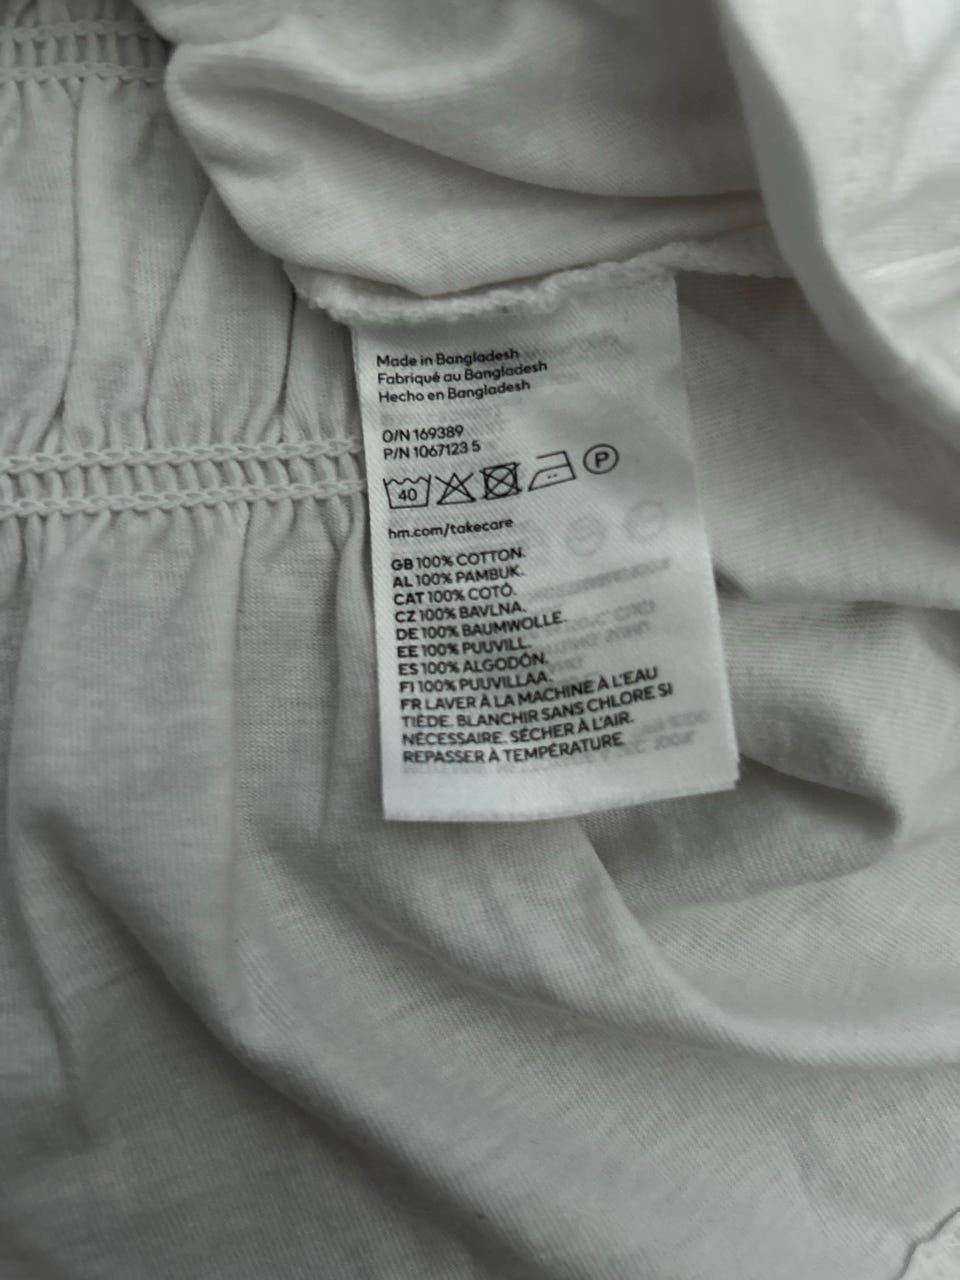 Made in Bangladesh
Fabriqué au Bangladesh
Hecho en Bangladesh
O/N 169389
P/N 1067123 5
40 P
hm.com/takecare
GB 100% COTTON.
AL 100% PAMBUK.
CAT 100% COTÓ.
CZ 100% BAVLNA.
DE 100% BAUMWOLLE.
EE 100% PUUVILL.
ES 100% ALGODÓN.
FI 100% PUUVILLAA.
FR LAVER À LA MACHINE À L'EAU
TIÈDE. BLANCHIR SANS CHLORE SI
NÉCESSAIRE. SÉCHER À L'AIR.
REPASSER À TEMPÉRATURE